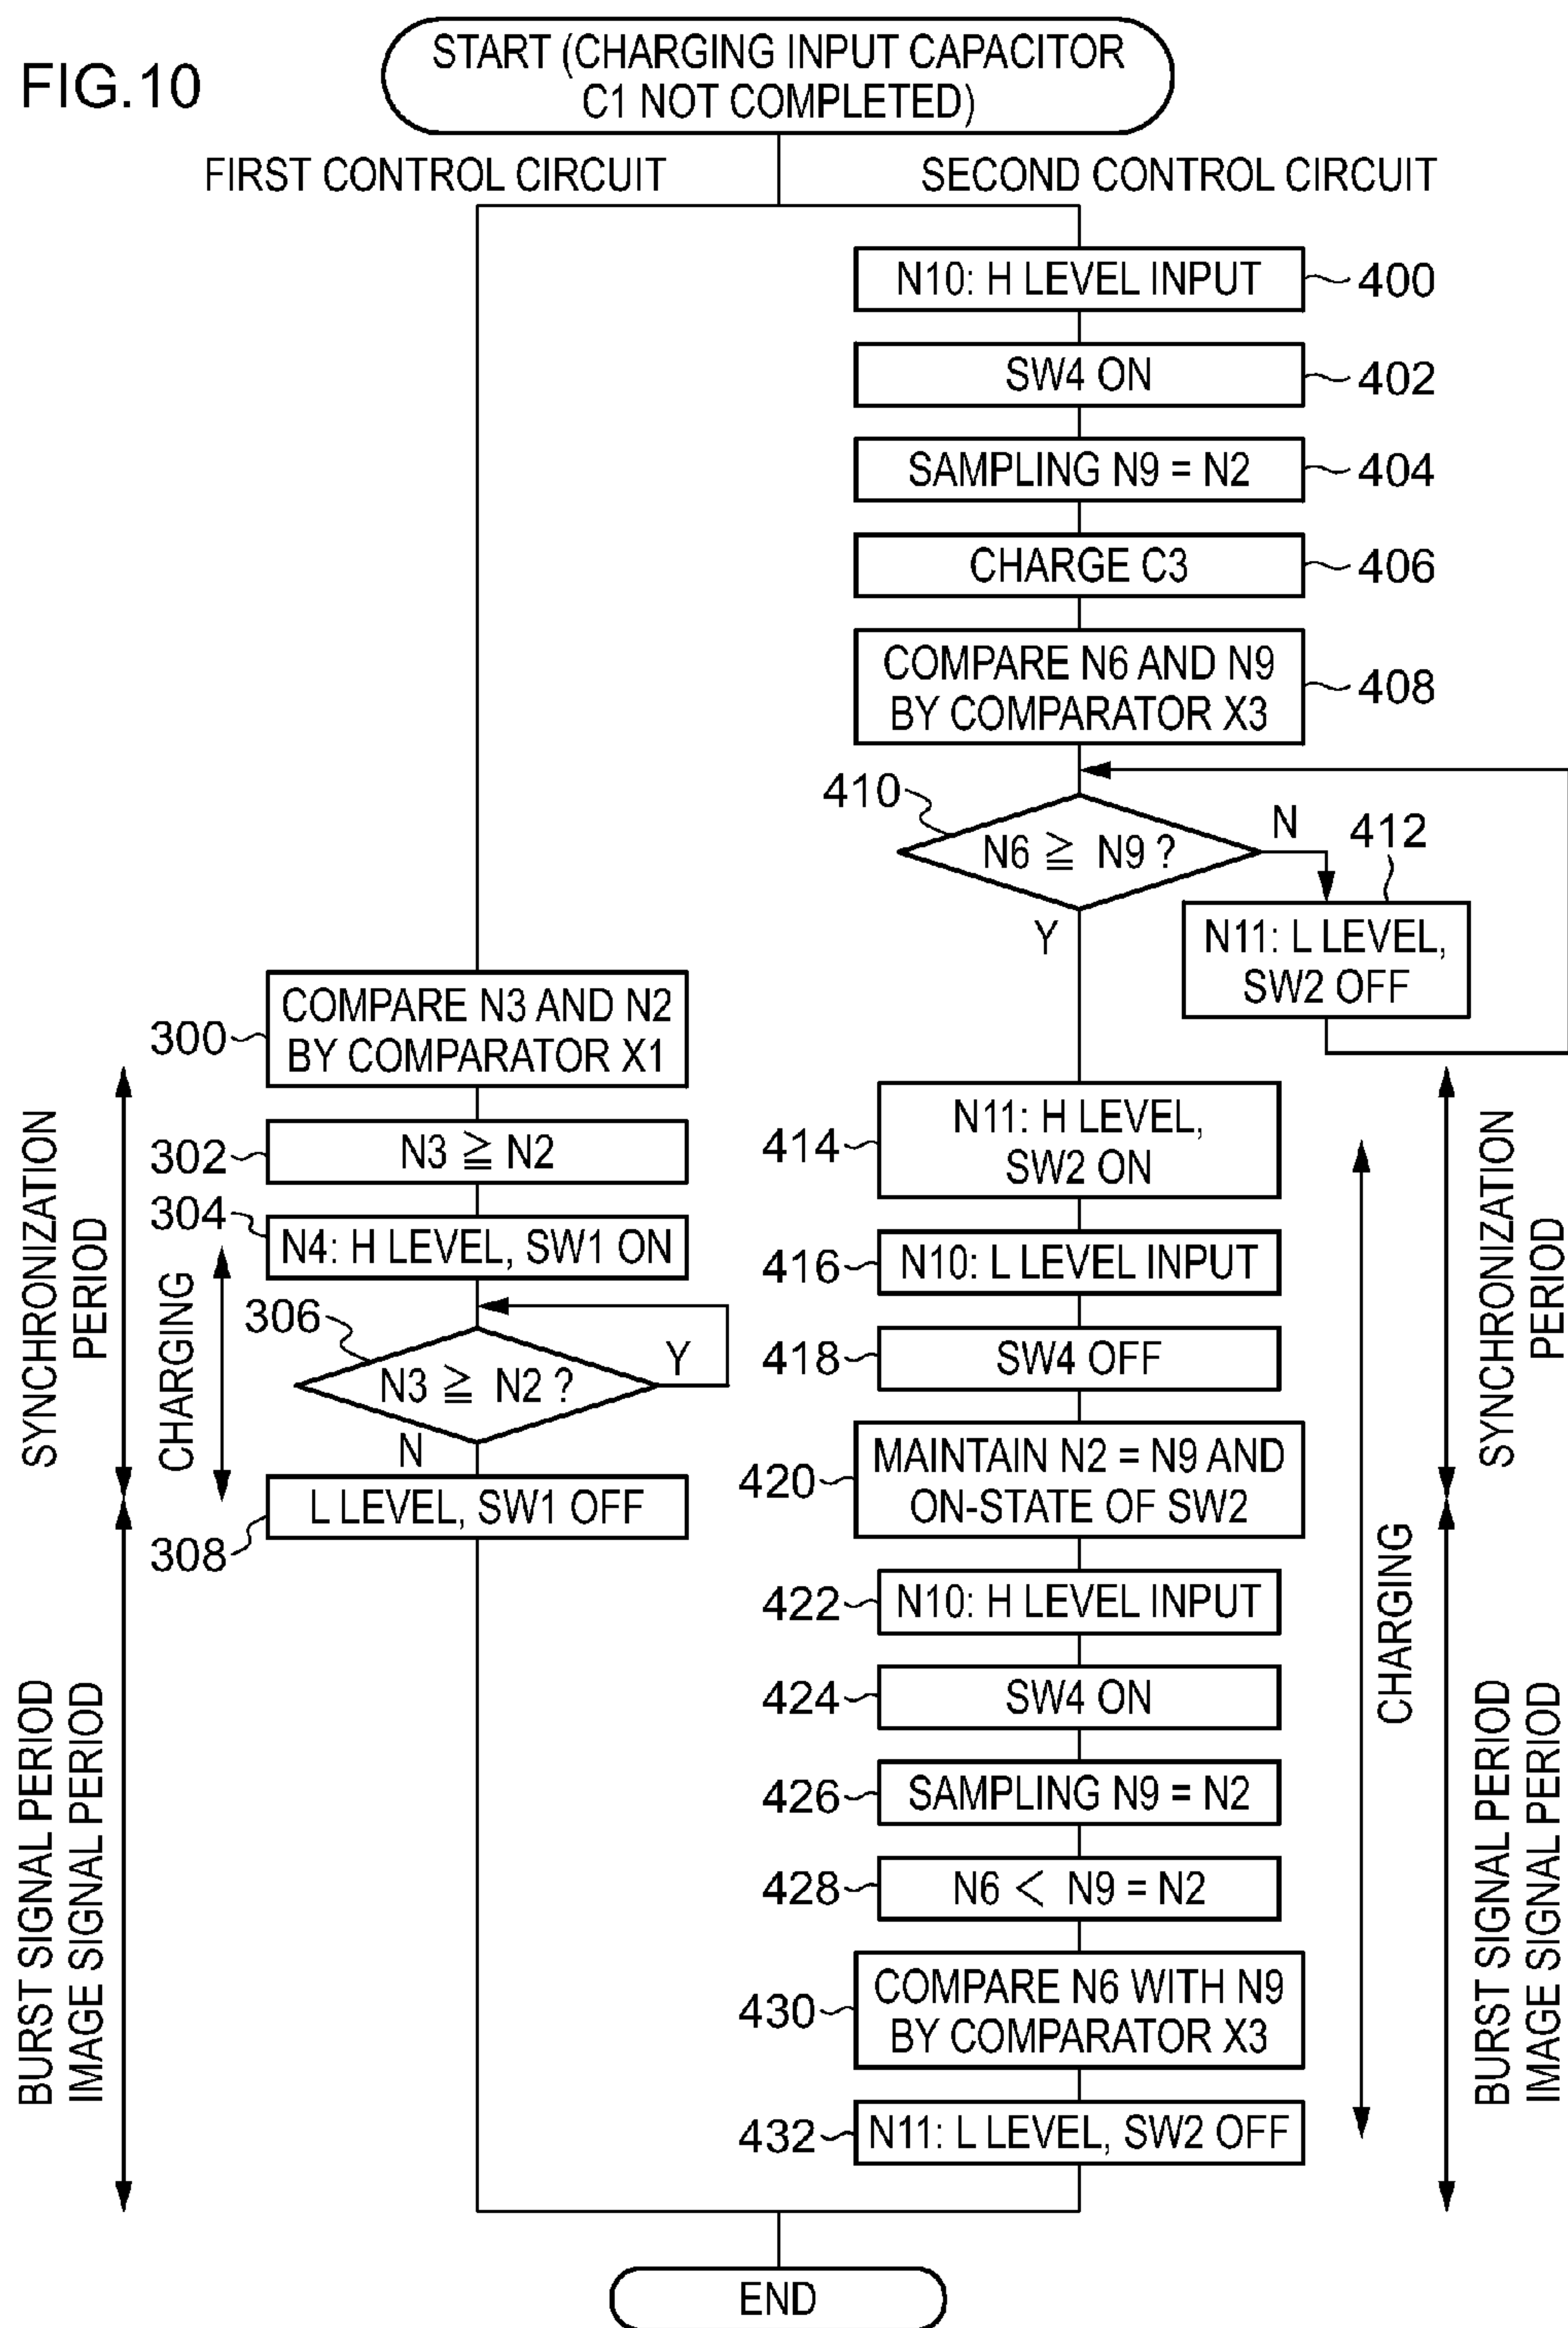 FIG.10
START (CHARGING INPUT CAPACITOR
C1 NOT COMPLETED)
FIRST CONTROL CIRCUIT
SECOND CONTROL CIRCUIT
N10: H LEVEL INPUT
400
SW4 ON
402
SAMPLING N9 = N2
404
CHARGE C3
406
COMPARE N6 AND N9
BY COMPARATOR X3
408
410
N6 ≧ N9 ?
N
Y
412
N11: L LEVEL,
SW2 OFF
300
COMPARE N3 AND N2
BY COMPARATOR X1
302
N3 ≧ N2
304
N4: H LEVEL, SW1 ON
306
N3 ≧ N2 ?
Y
N
308
L LEVEL, SW1 OFF
SYNCHRONIZATION
PERIOD
CHARGING
BURST SIGNAL PERIOD
IMAGE SIGNAL PERIOD
414
N11: H LEVEL,
SW2 ON
416
N10: L LEVEL INPUT
418
SW4 OFF
420
MAINTAIN N2 = N9 AND
ON-STATE OF SW2
422
N10: H LEVEL INPUT
424
SW4 ON
426
SAMPLING N9 = N2
428
N6 < N9 = N2
430
COMPARE N6 WITH N9
BY COMPARATOR X3
432
N11: L LEVEL, SW2 OFF
CHARGING
SYNCHRONIZATION
PERIOD
BURST SIGNAL PERIOD
IMAGE SIGNAL PERIOD
END